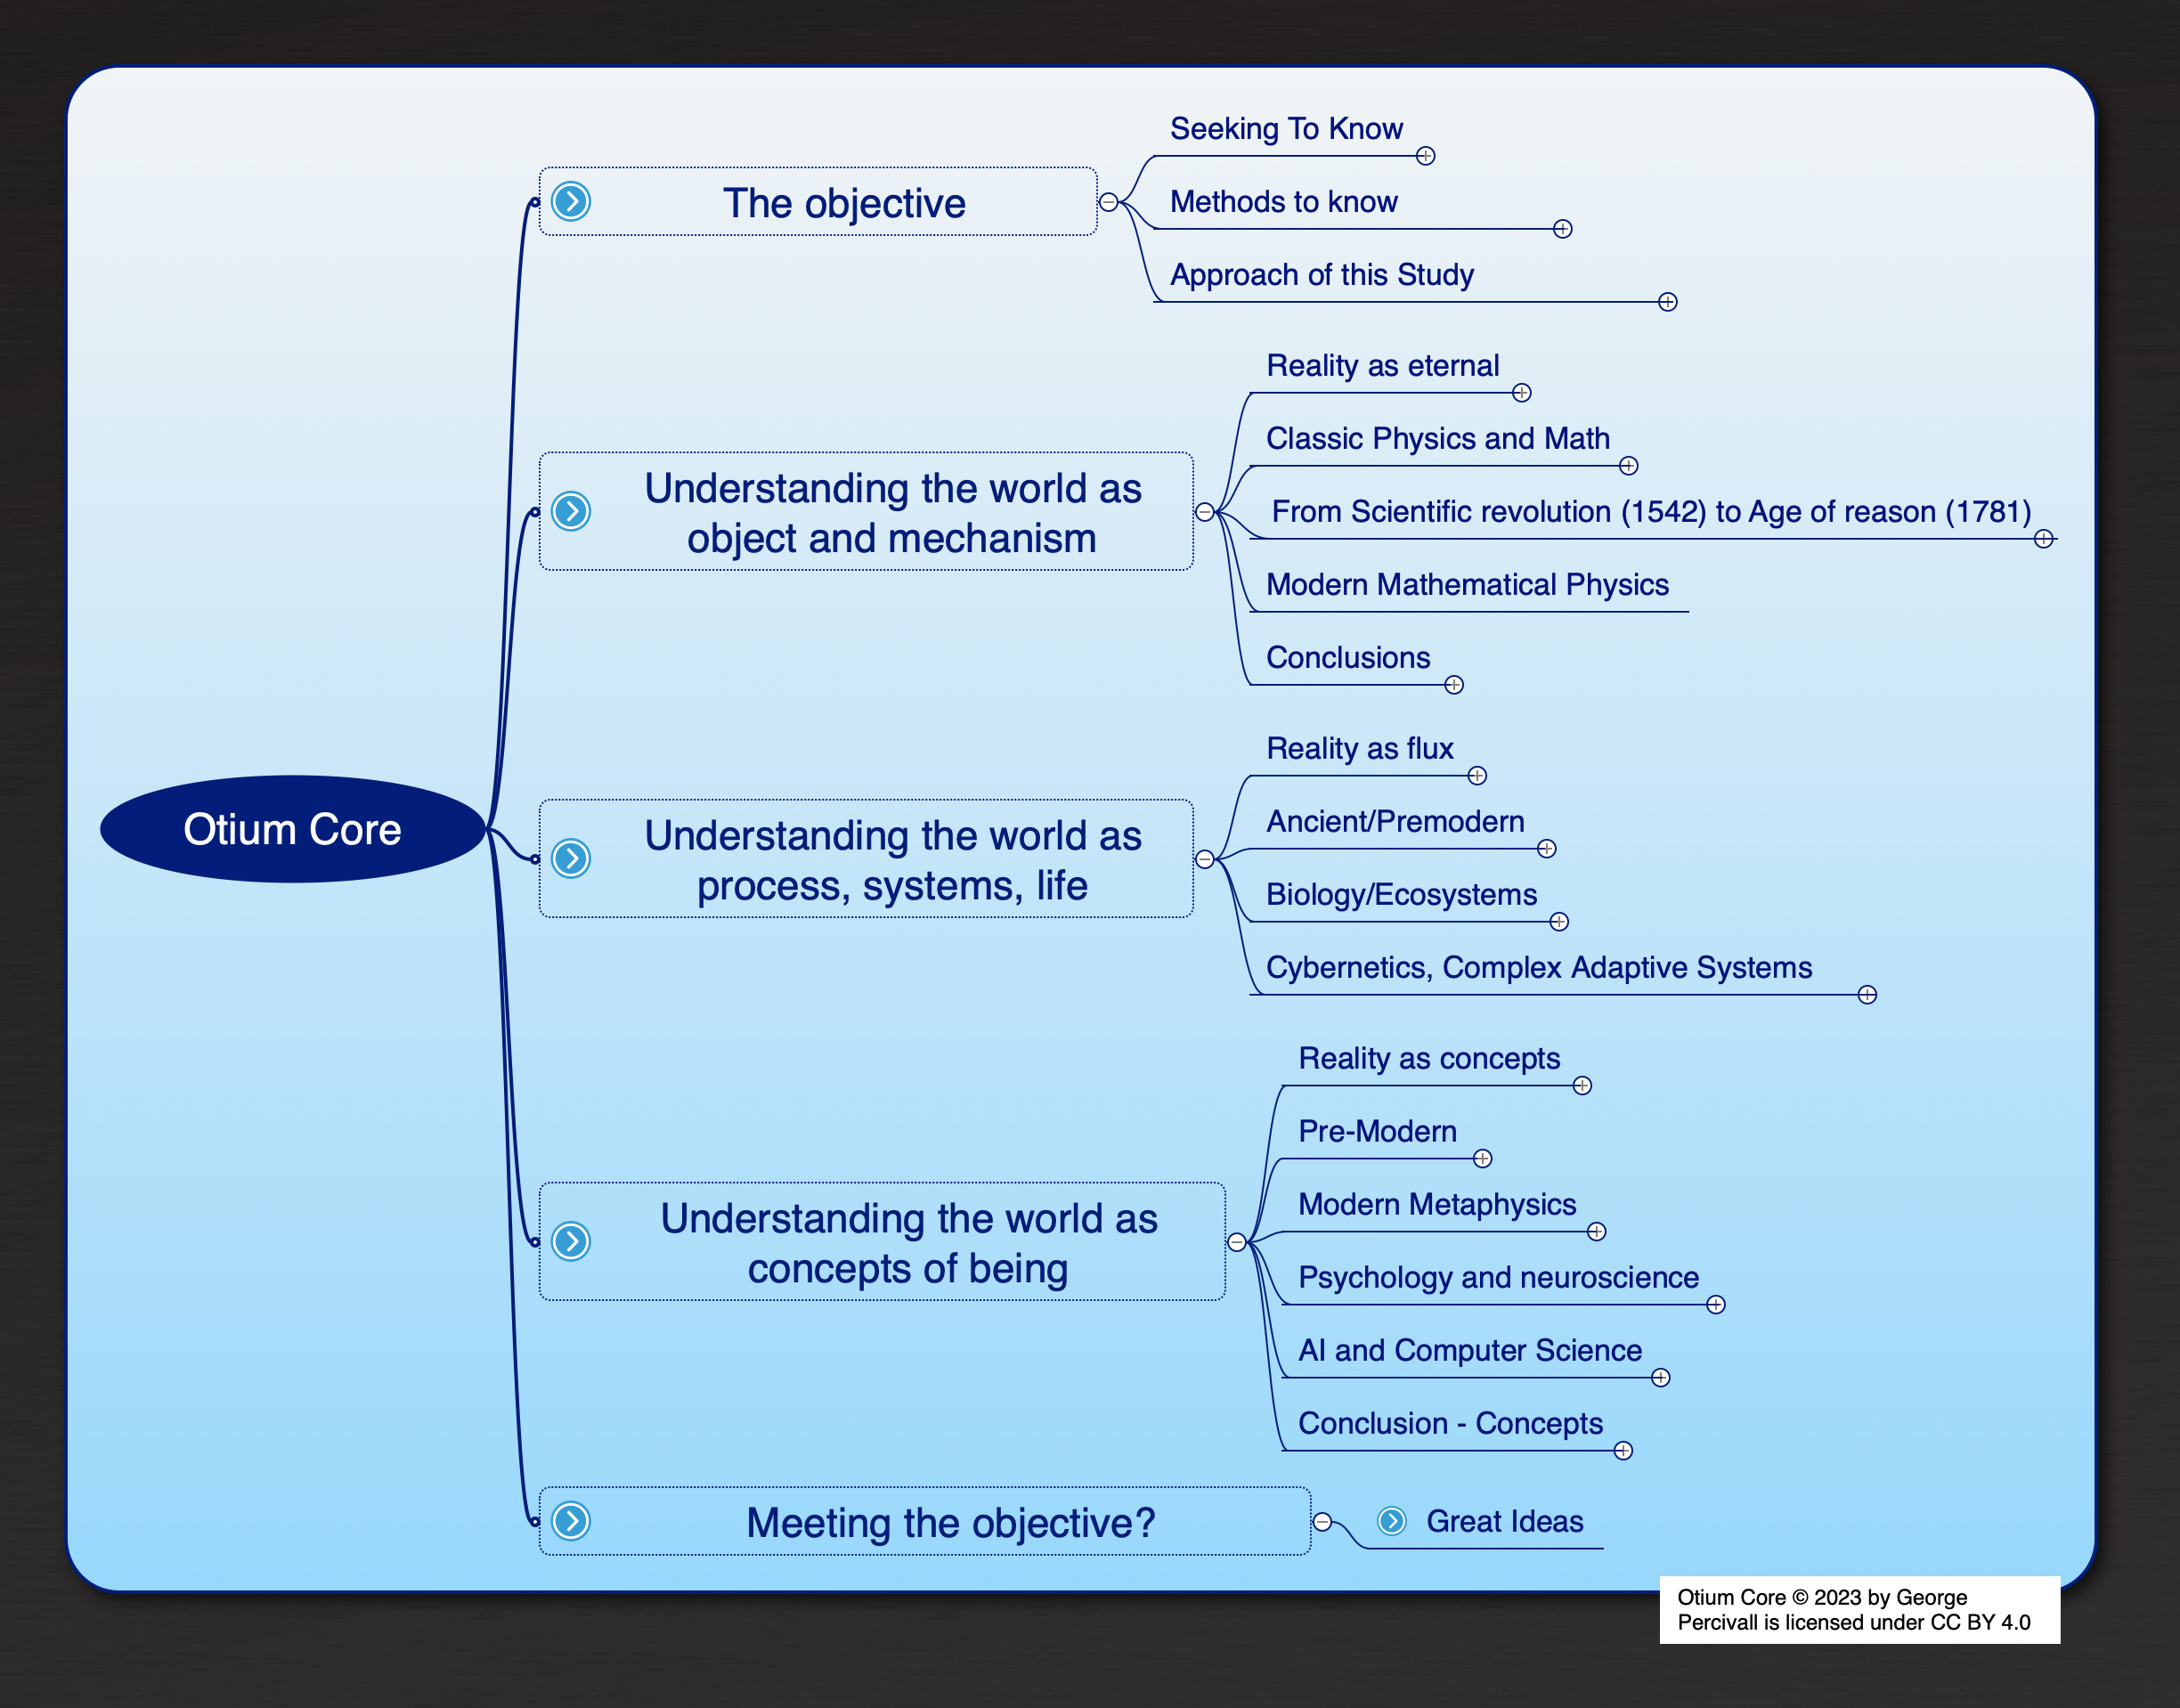 Otium Core
The objective
Seeking To Know
Methods to know
Approach of this Study
Understanding the world as
object and mechanism
Reality as eternal
Classic Physics and Math
From Scientific revolution (1542) to Age of reason (1781)
Modern Mathematical Physics
Conclusions
Understanding the world as
process, systems, life
Reality as flux
Ancient/Premodern
Biology/Ecosystems
Cybernetics, Complex Adaptive Systems
Understanding the world as
concepts of being
Reality as concepts
Pre-Modern
Modern Metaphysics
Psychology and neuroscience
AI and Computer Science
Conclusion - Concepts
Meeting the objective?
Great Ideas
Otium Core © 2023 by George
Percivall is licensed under CC BY 4.0